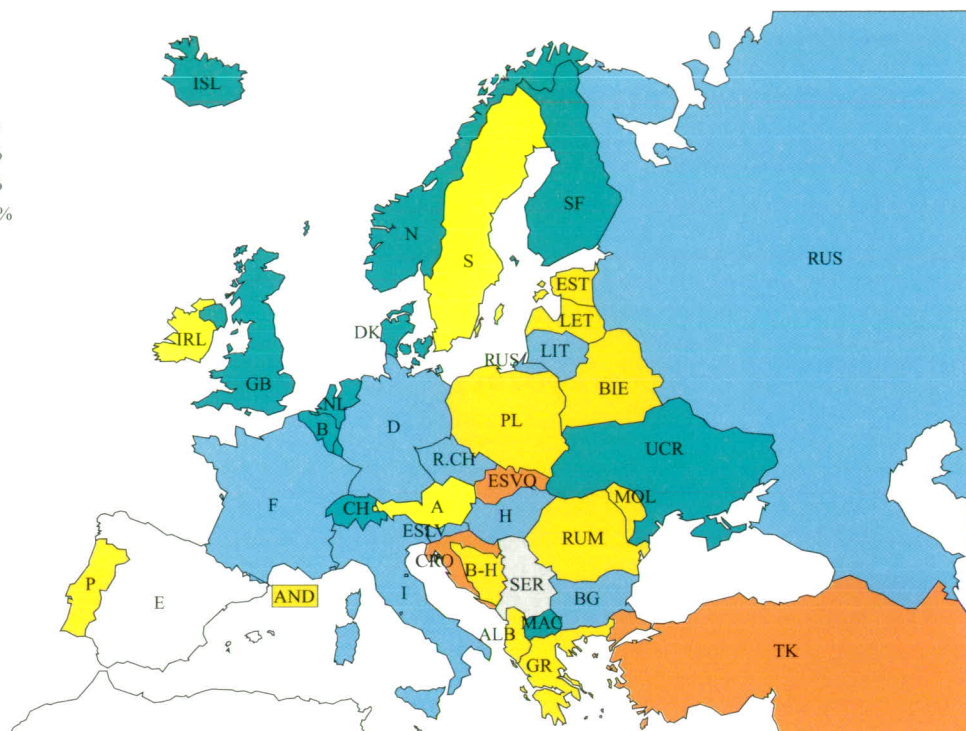 ISL
%
N
SF
S
RUS
EST
LET
DK
IRL
RUS
LIT
BIE
GB
NL
B
D
PL
UCR
R.CH
ESVQ
MOL
F
CH
A
H
ESLV
RUM
CRO
B-H
SER
P
E
AND
I
BG
ALB
MAC
GR
TK